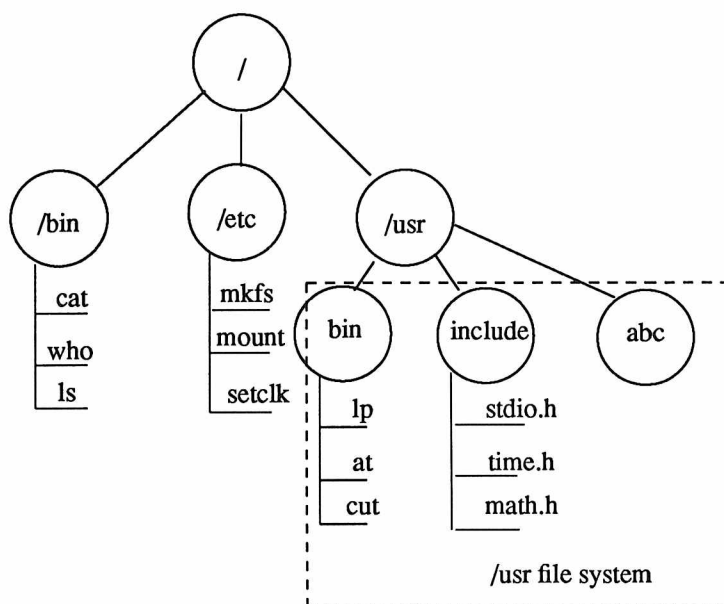 /
/bin
/etc
/usr
cat
who
ls
mkfs
mount
setclk
bin
include
abc
lp
at
cut
stdio.h
time.h
math.h
/usr file system